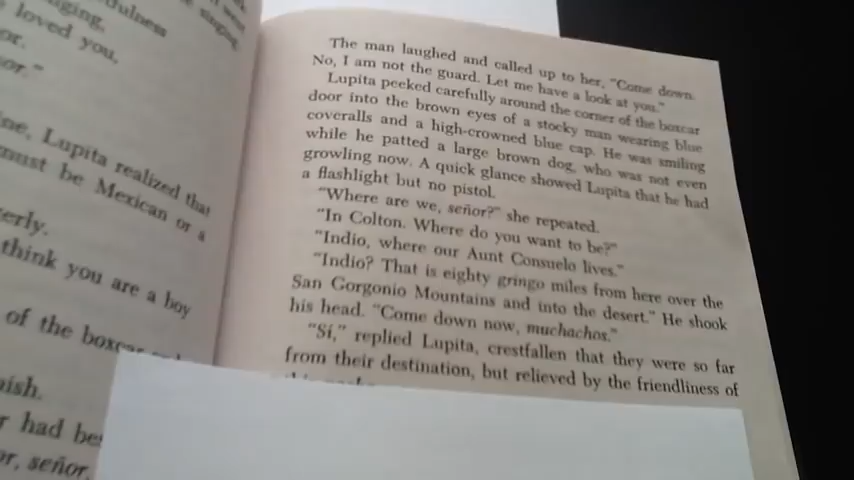 dfulness
nging,
loved you,
or.
or."
ine, Lupita realized that
must be Mexican or a
erly.
think you are a boy
of the boxcar
nish.
r had be
or, señor,
The man laughed and called up to her, "Come down.
No, I am not the guard. Let me have a look at you."
Lupita peeked carefully around the corner of the boxcar
door into the brown eyes of a stocky man wearing blue
coveralls and a high-crowned blue cap. He was smiling
while he patted a large brown dog, who was not even
growling now. A quick glance showed Lupita that he had
a flashlight but no pistol.
"Where are we, señor?" she repeated.
"In Colton. Where do you want to be?"
"Indio, where our Aunt Consuelo lives."
"Indio? That is eighty gringo miles from here over the
San Gorgonio Mountains and into the desert." He shook
his head. "Come down now, muchachos."
"Sí," replied Lupita, crestfallen that they were so far
from their destination, but relieved by the friendliness of